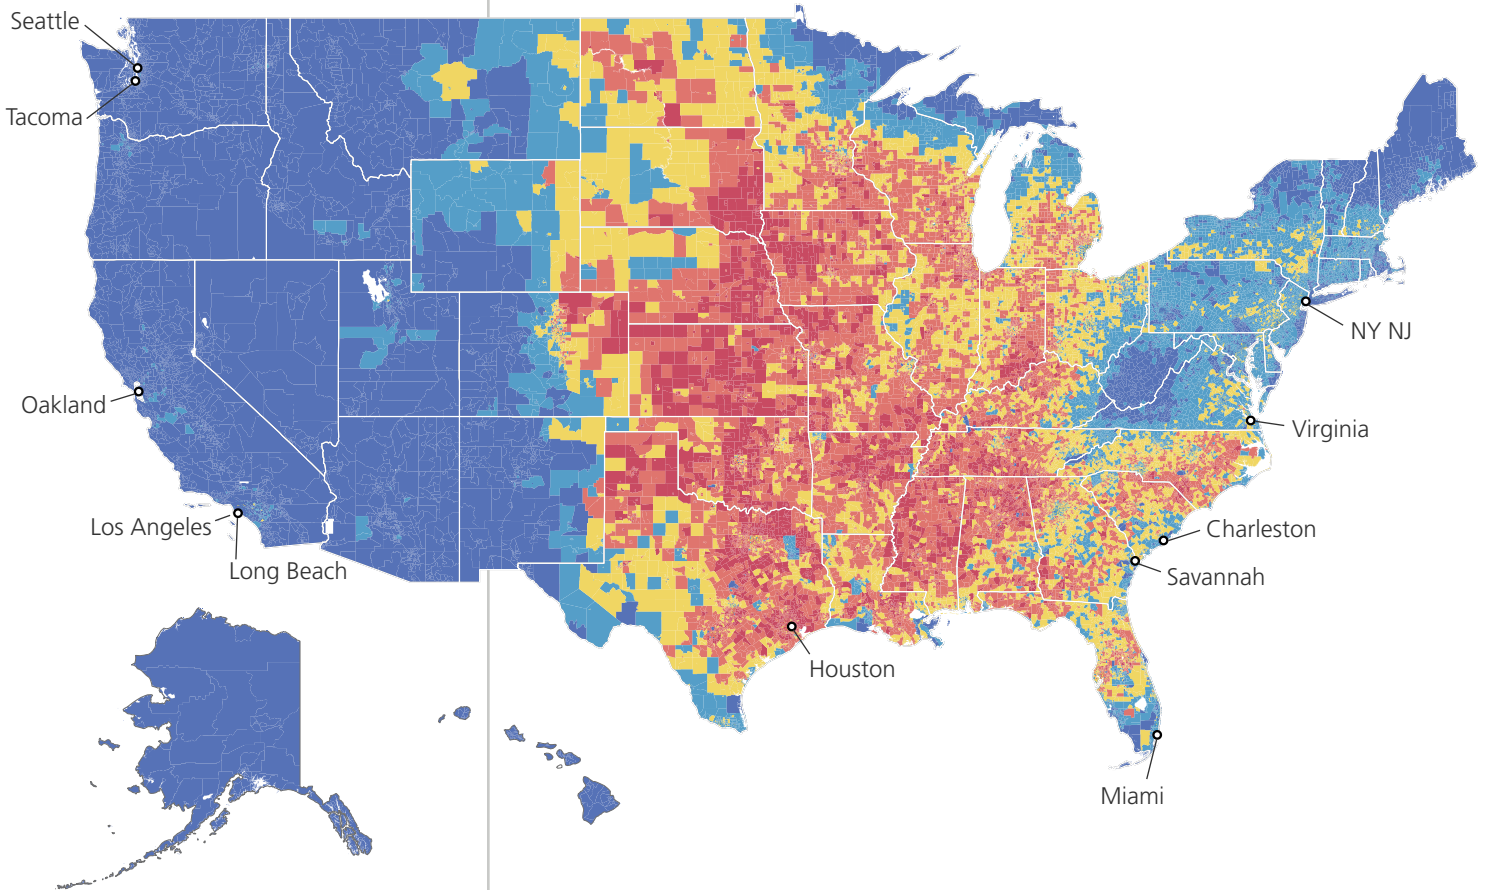 Seattle
Tacoma
NY NJ
Oakland
Virginia
Los Angeles
Charleston
Long Beach
Savannah
Houston
Miami